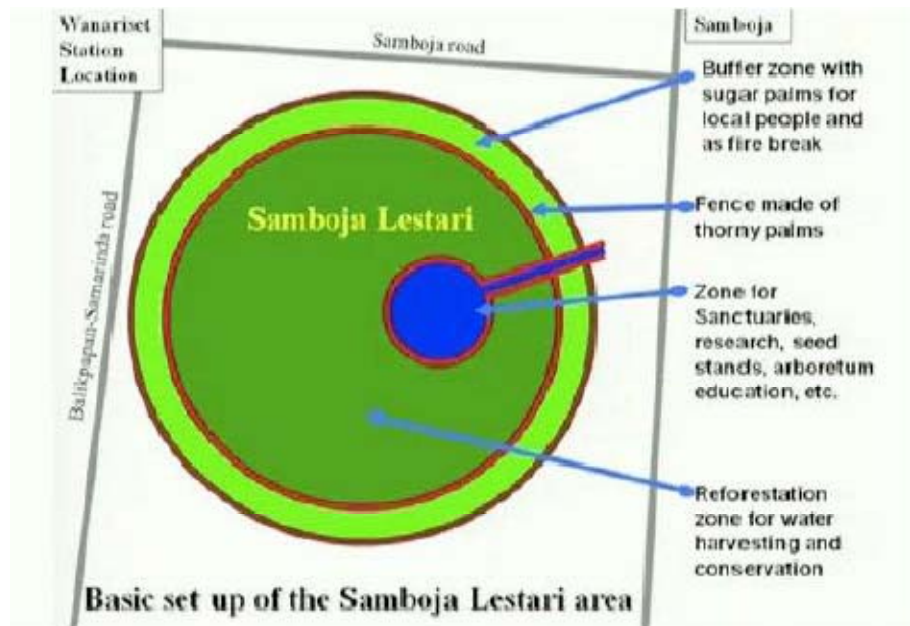 Wanariset
Station
Location
Samboja road
Samboja
Buffer zone with
sugar palms for
local people and
as fire break
Samboja Lestari
Fence made of
thorny palms
Balikpapan-Samarinda road
Zone for
Sanctuaries,
research, seed
stands, arboretum
education, etc.
Reforestation
zone for water
harvesting and
conservation
Basic set up of the Samboja Lestari area